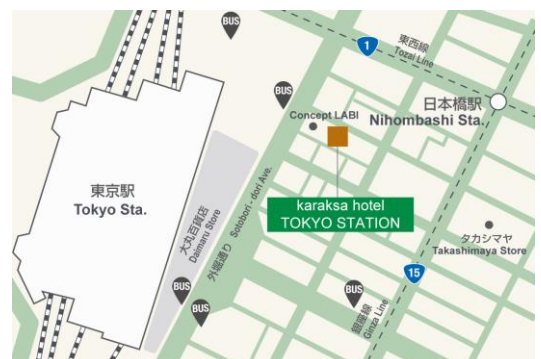 BUS
東西線
Tozai Line
1
BUS
日本橋駅
Nihombashi Sta.
Concept LABI
karaksa hotel
TOKYO STATION
東京駅
Tokyo Sta.
大丸百貨店
Daimaru Store
外堀通り Sotobori - dori Ave.
タカシマヤ
Takashimaya Store
15
BUS
BUS
BUS
銀座線
Ginza Line